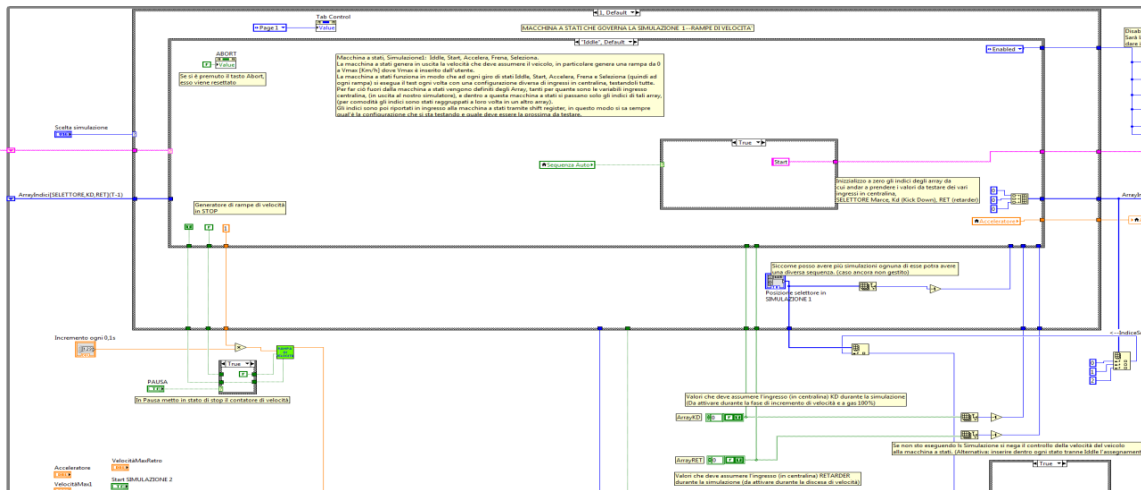 1, Default
Tab Control
Page 1
Value
MACCHINA A STATI CHE GOVERNA LA SIMULAZIONE 1--RAMPE DI VELOCITA'
"Iddle", Default
ABORT
F
Value
Se si è premuto il testo Abort,
esso viene resettato
Macchina a stati, Simulazione1: Iddle, Start, Accelera, Frena, Seleziona.
La macchina a stati genera in uscita la velocità che deve assumere il veicolo, in particolare genera una rampa da 0
a Vmax [Km/h] dove Vmax è inserito dall'utente.
La macchina a stati funziona in modo che ad ogni giro di stati Iddle, Start, Accelera, Frena e Seleziona (quindi ad
ogni rampa) si esegue il test ogni volta con una configurazione diversa di ingressi in centralina, testandoli tutte.
Per far ciò fuori dalla macchina a stati vengono definiti degli Array, tanti per quante sono le variabili ingresso
centralina, (in uscita al nostro simulatore), a dentro a questa macchina a stati si passano solo gli indici di tali array,
(per comodità gli indici sono stati raggruppati a loro volta in un altro array).
Gli indici sono poi riportati in ingresso alla macchina a stati tramite shift register, in questo modo si sa sempre
qual'è la configurazione che si sta testando e quale deve essere la prossima da testare.
Enabled
Disab
Sarà l
dere i
Scelta simulazione
True
Start
Sequenza Auto
ArrayIndici[SELETTORE,KD,RET](T-1)
Inizializzo a zero gli indici degli array da
cui andar a prendere i valori da testare dei vari
ingressi in centralina,
SELETTORE Marce, Kd (Kick Down), RET (retarder)
ArrayIn
Generatore di rampe di velocità
in STOP
F
1
Acceleratore
Siccome posso avere più simulazioni ognuna di esse potra avere
una diversa sequenza. (caso ancora non gestito)
Posizione selettore in
SIMULAZIONE 1
<---IndiceS
Incremento ogni 0,1s
True
F
PAUSA
In Pausa metto in stato di stop il contatore di velocità
Valori che deve assumere l'ingresso (in centralina) KD durante la simulazione
(Da attivare durante la fase di incremento di velocità e a gas 100%)
ArrayKD
Se non sto eseguendo ls Simulazione si nega il controllo delle velocità del veicolo
alla macchina a stati, (Alternativa: inserire dentro ogni stato tranne Iddle l'assegnament
ArrayRET
True
Valori che deve assumere l'ingresso (in centralina) RETARDER
durante la simulazione (da attivare durante la diocesa di velocità)
Acceleratore
VelocitàMaxRetro
VelocitàMax1
Start SIMULAZIONE 2